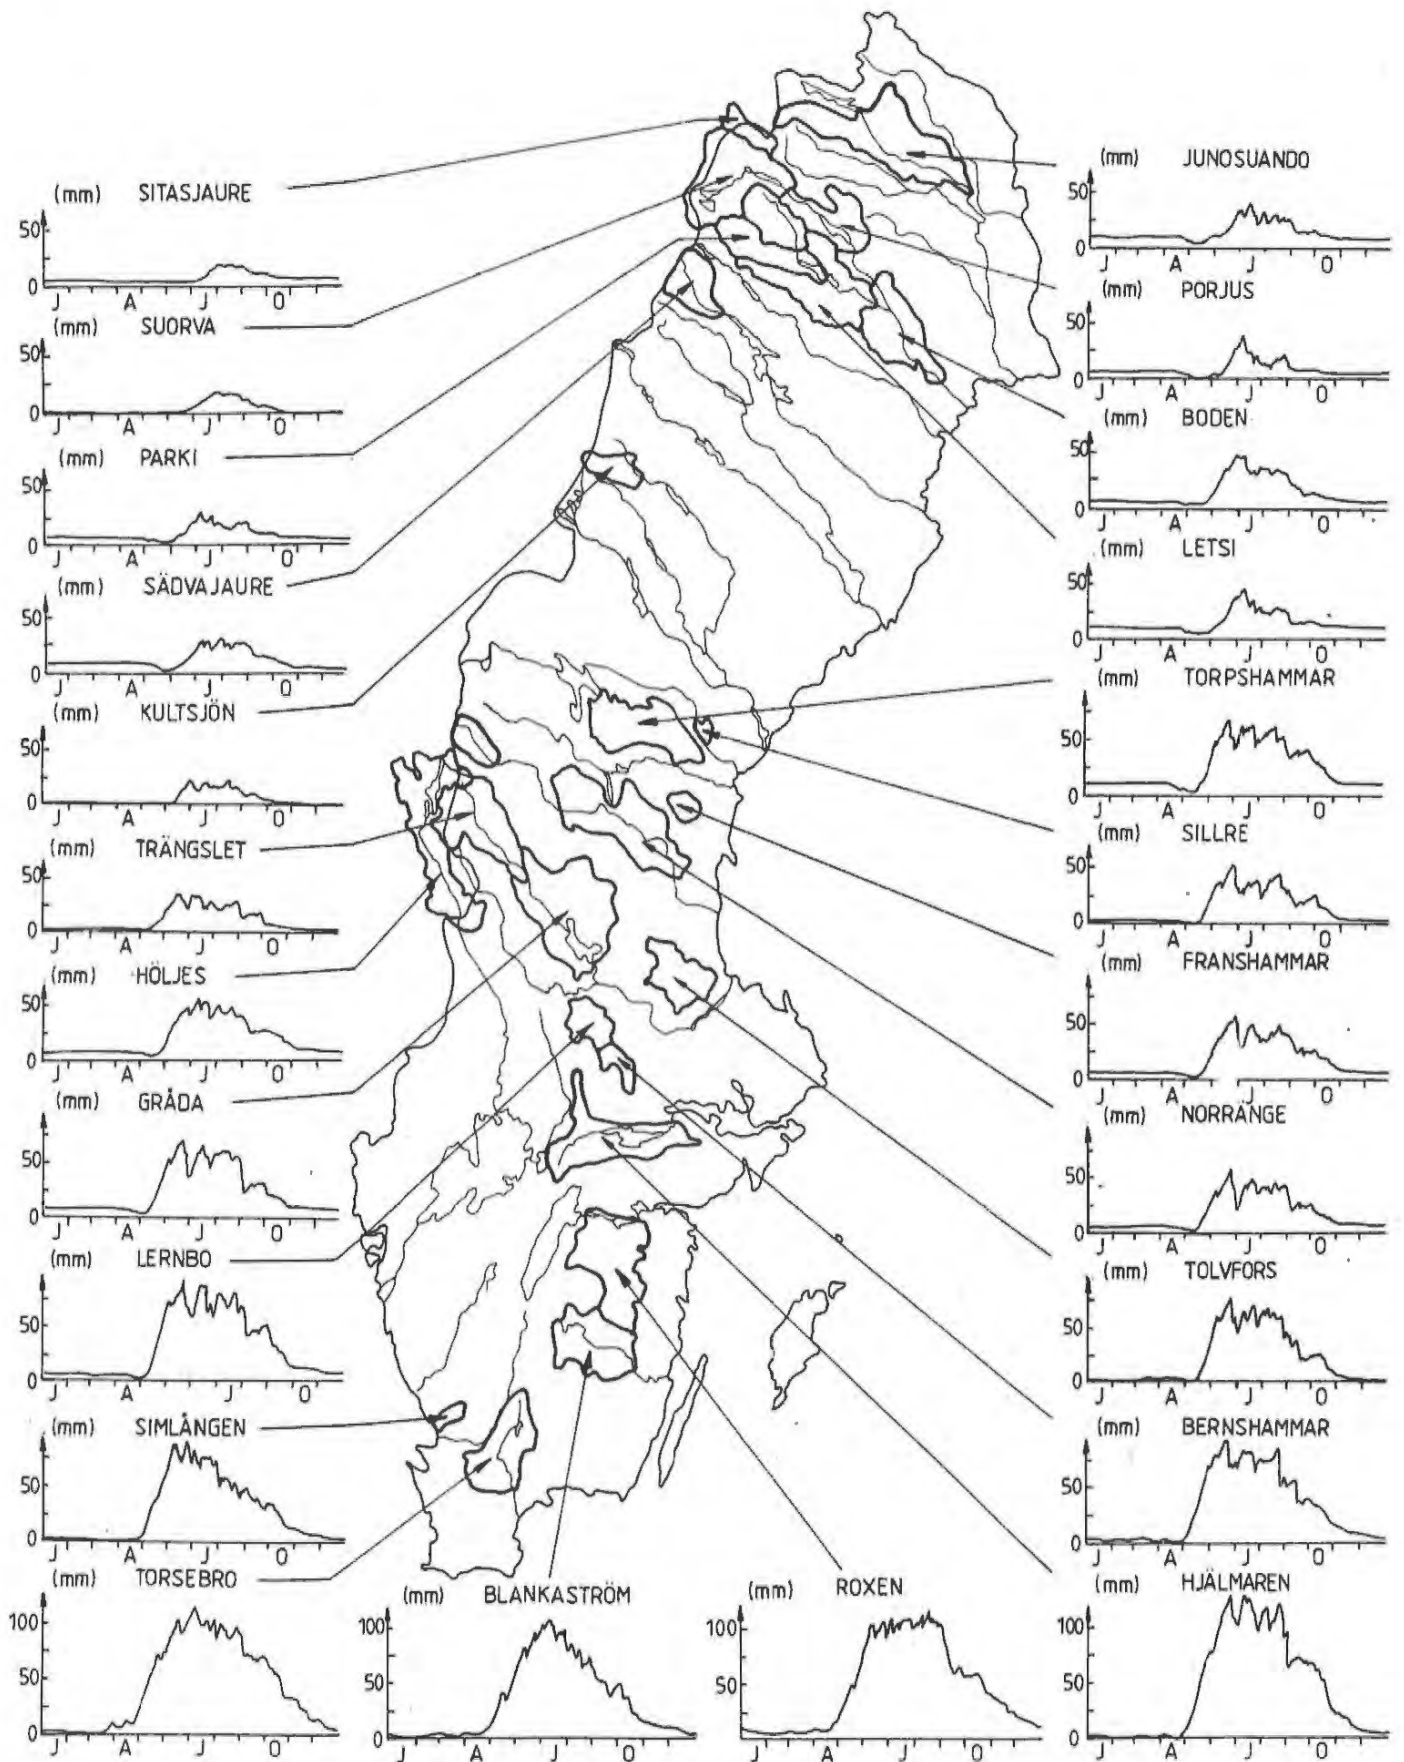 (mm) SITASJAURE
50
0
J A J O
(mm) SUORVA
50
0
J A J O
(mm) PARKI
50
0
J A J O
(mm) SÄDVAJAURE
50
0
J A J O
(mm) KULTSJÖN
50
0
J A J O
(mm) TRÄNGSLET
50
0
J A J O
(mm) HÖLJES
50
0
J A J O
(mm) GRÅDA
50
0
J A J O
(mm) LERNBO
50
0
J A J O
(mm) SIMLÅNGEN
50
0
J A J O
(mm) TORSEBRO
100
50
0
J A J O
(mm) BLANKASTRÖM
100
50
0
J A J O
(mm) ROXEN
100
50
0
J A J O
(mm) JUNOSUANDO
50
0
J A J O
(mm) PORJUS
50
0
J A J O
(mm) BODEN
50
0
J A J O
(mm) LETSI
50
0
J A J O
(mm) TORPSHAMMAR
50
0
J A J O
(mm) SILLRE
50
0
J A J O
(mm) FRANSHAMMAR
50
0
J A J O
(mm) NORRÄNGE
50
0
J A J O
(mm) TOLVFORS
50
0
J A J O
(mm) BERNSHAMMAR
50
0
J A J O
(mm) HJÄLMAREN
100
50
0
J A J O